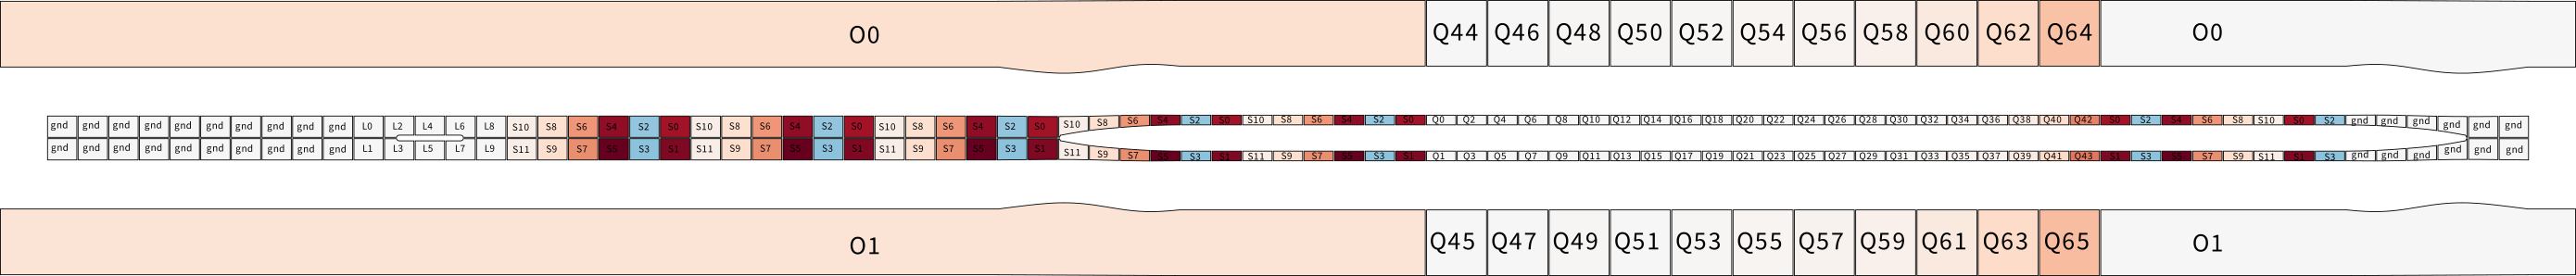 O0 Q44 Q46 Q48 Q50 Q52 Q54 Q56 Q58 Q60 Q62 Q64 O0
gnd gnd gnd gnd gnd gnd gnd gnd gnd gnd L0 L2 L4 L6 L8 S10 S8 S6 S4 S2 S0 S10 S8 S6 S4 S2 S0 S10 S8 S6 S4 S2 S0 S10 S8 S6 S4 S2 S0 S10 S8 S6 S4 S2 S0 Q0 Q2 Q4 Q6 Q8 Q10 Q12 Q14 Q16 Q18 Q20 Q22 Q24 Q26 Q28 Q30 Q32 Q34 Q36 Q38 Q40 Q42 S0 S2 S4 S6 S8 S10 S0 S2 gnd gnd gnd gnd gnd gnd
gnd gnd gnd gnd gnd gnd gnd gnd gnd gnd L1 L3 L5 L7 L9 S11 S9 S7 S5 S3 S1 S11 S9 S7 S5 S3 S1 S11 S9 S7 S5 S3 S1 S11 S9 S7 S5 S3 S1 S11 S9 S7 S5 S3 S1 Q1 Q3 Q5 Q7 Q9 Q11 Q13 Q15 Q17 Q19 Q21 Q23 Q25 Q27 Q29 Q31 Q33 Q35 Q37 Q39 Q41 Q43 S1 S3 S5 S7 S9 S11 S1 S3 gnd gnd gnd gnd gnd gnd
O1 Q45 Q47 Q49 Q51 Q53 Q55 Q57 Q59 Q61 Q63 Q65 O1